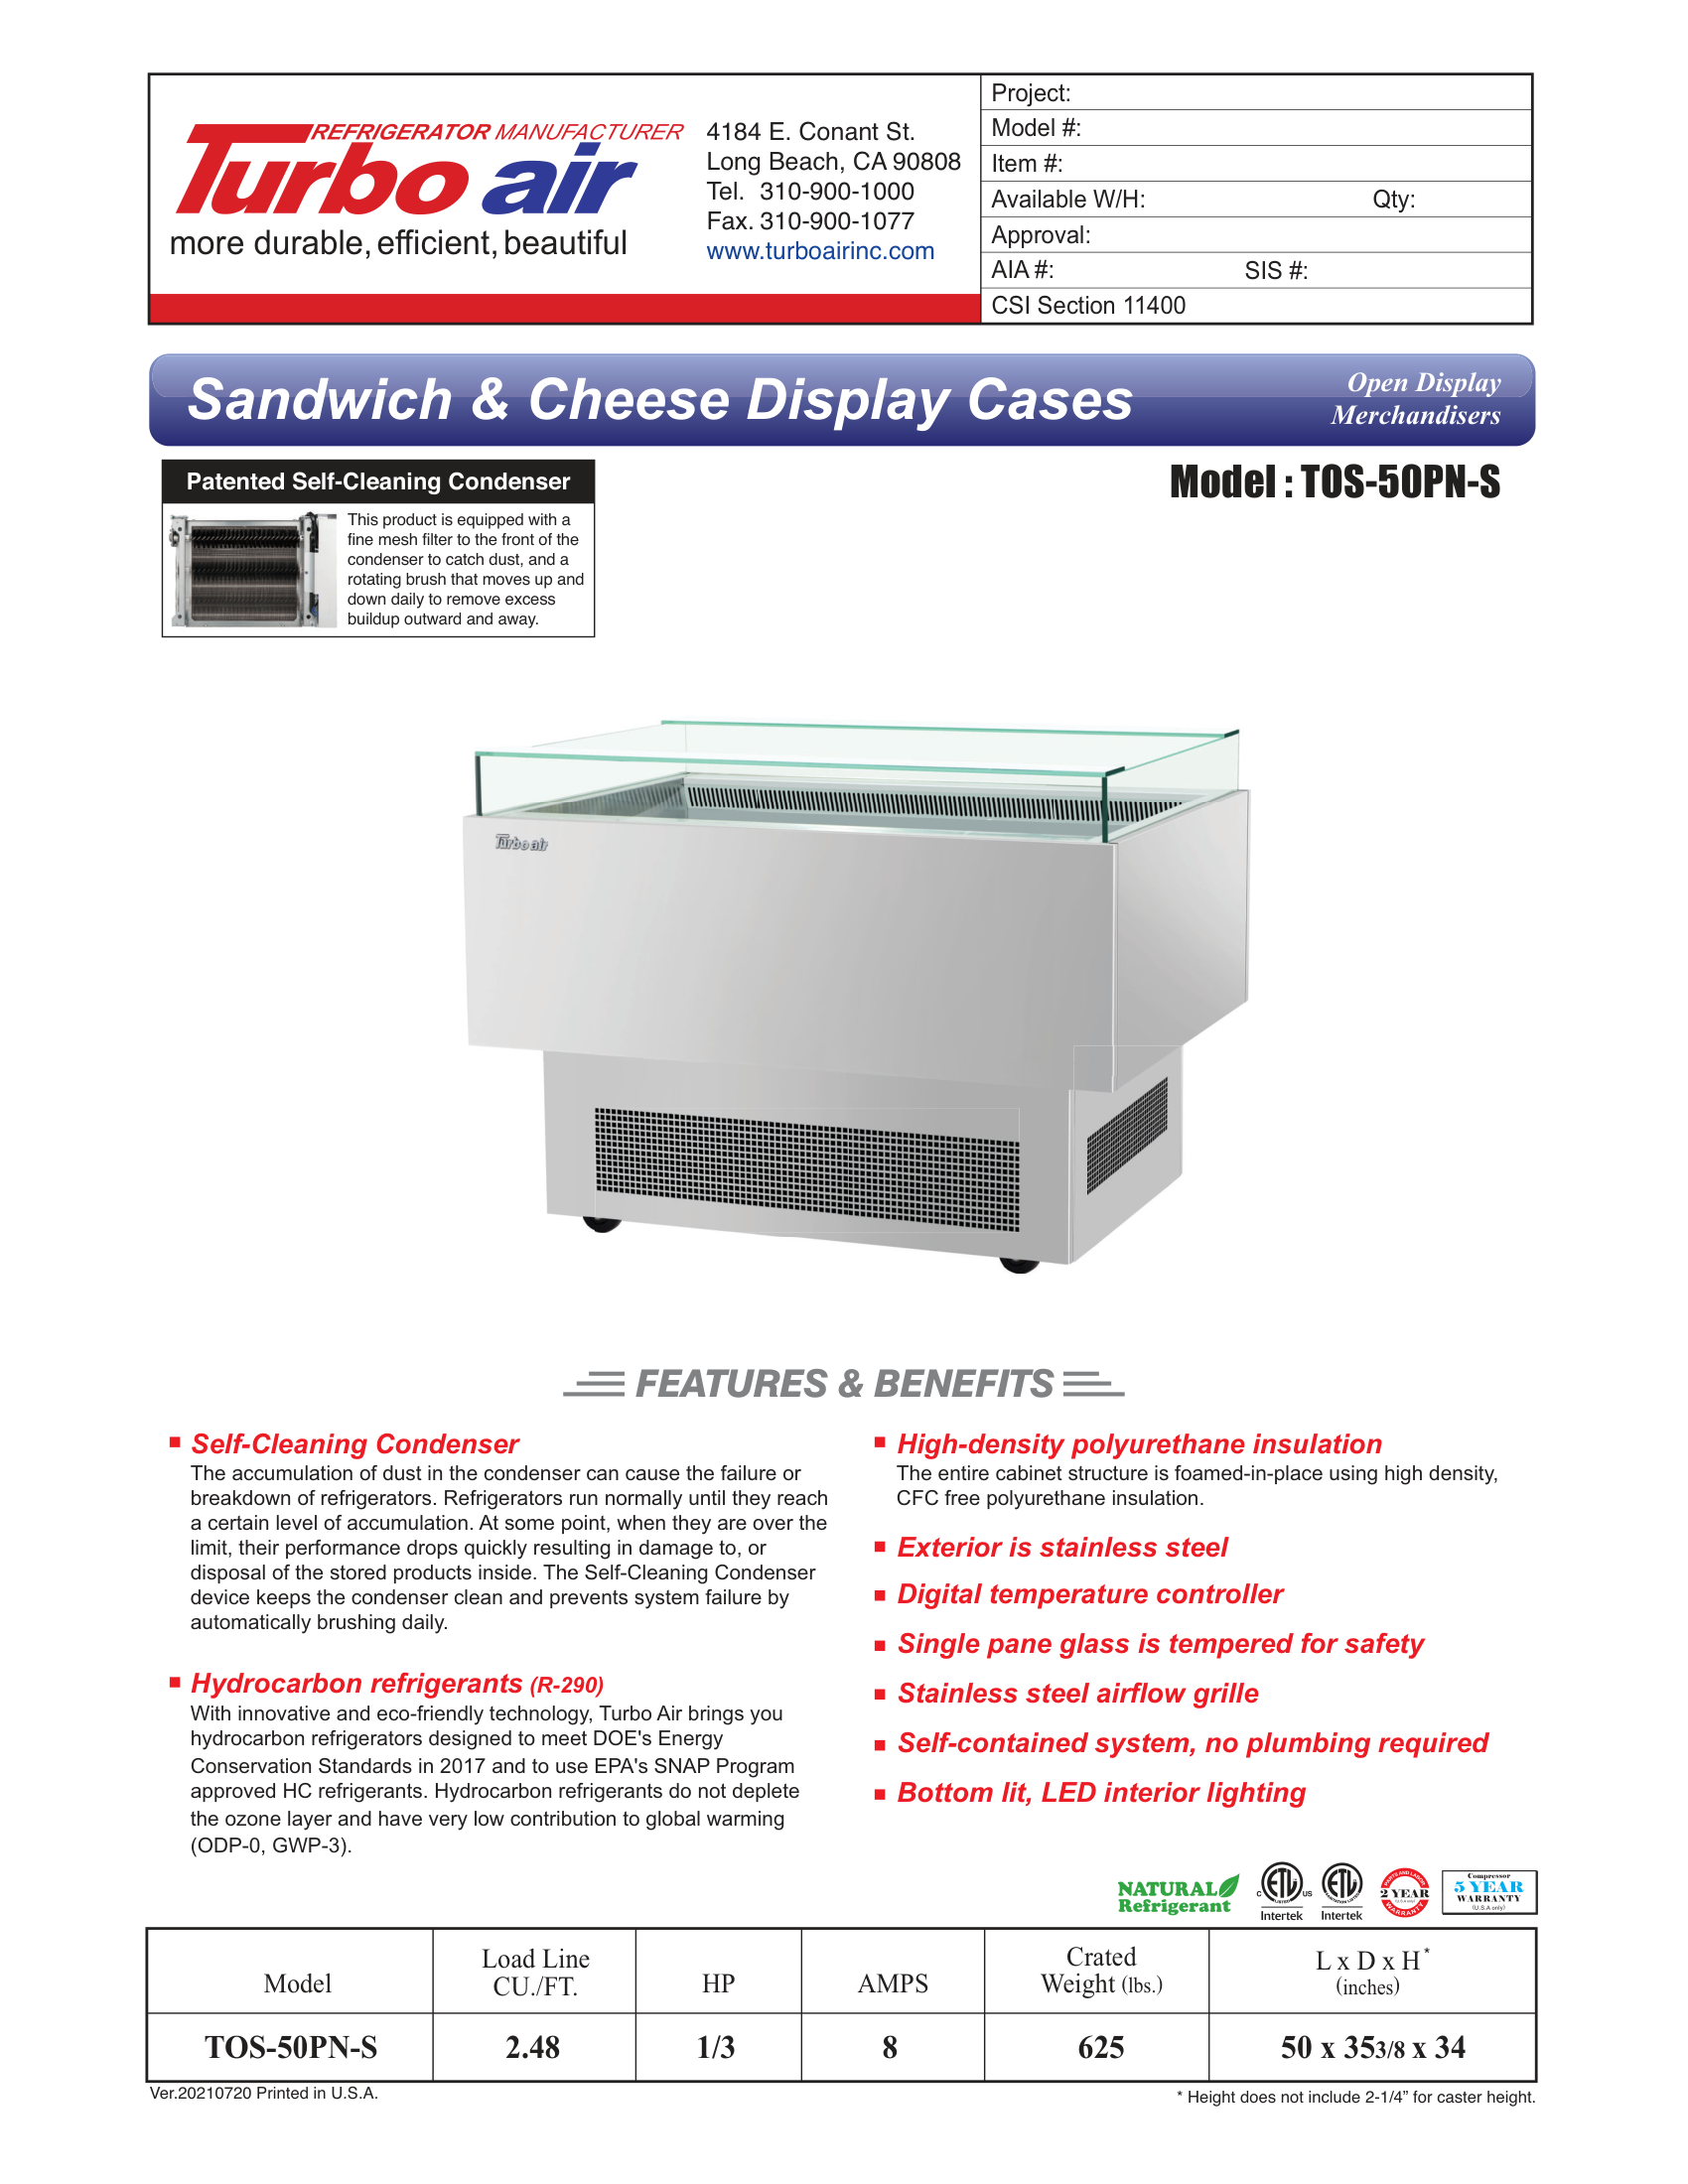 REFRIGERATOR MANUFACTURER
Turbo air
more durable, efficient, beautiful
4184 E. Conant St.
Long Beach, CA 90808
Tel. 310-900-1000
Fax. 310-900-1077
www.turboairinc.com
Project:
Model #:
Item #:
Available W/H: Qty:
Approval:
AIA #: SIS #:
CSI Section 11400
Sandwich & Cheese Display Cases
Open Display
Merchandisers
Patented Self-Cleaning Condenser
This product is equipped with a
fine mesh filter to the front of the
condenser to catch dust, and a
rotating brush that moves up and
down daily to remove excess
buildup outward and away.
Model : TOS-50PN-S
Turbo air
FEATURES & BENEFITS
Self-Cleaning Condenser
The accumulation of dust in the condenser can cause the failure or
breakdown of refrigerators. Refrigerators run normally until they reach
a certain level of accumulation. At some point, when they are over the
limit, their performance drops quickly resulting in damage to, or
disposal of the stored products inside. The Self-Cleaning Condenser
device keeps the condenser clean and prevents system failure by
automatically brushing daily.
Hydrocarbon refrigerants (R-290)
With innovative and eco-friendly technology, Turbo Air brings you
hydrocarbon refrigerators designed to meet DOE's Energy
Conservation Standards in 2017 and to use EPA's SNAP Program
approved HC refrigerants. Hydrocarbon refrigerants do not deplete
the ozone layer and have very low contribution to global warming
(ODP-0, GWP-3).
High-density polyurethane insulation
The entire cabinet structure is foamed-in-place using high density,
CFC free polyurethane insulation.
Exterior is stainless steel
Digital temperature controller
Single pane glass is tempered for safety
Stainless steel airflow grille
Self-contained system, no plumbing required
Bottom lit, LED interior lighting
NATURAL
Refrigerant
C ETL US
Intertek
ETL
Intertek
PARTS AND LABOR
2 YEAR
(U.S.A only)
WARRANTY
Compressor
5 YEAR
WARRANTY
(U.S.A only)
Model
Load Line
CU./FT.
HP
AMPS
Crated
Weight (lbs.)
L x D x H*
(inches)
TOS-50PN-S 2.48 1/3 8 625 50 x 35 3/8 x 34
Ver.20210720 Printed in U.S.A.
* Height does not include 2-1/4” for caster height.